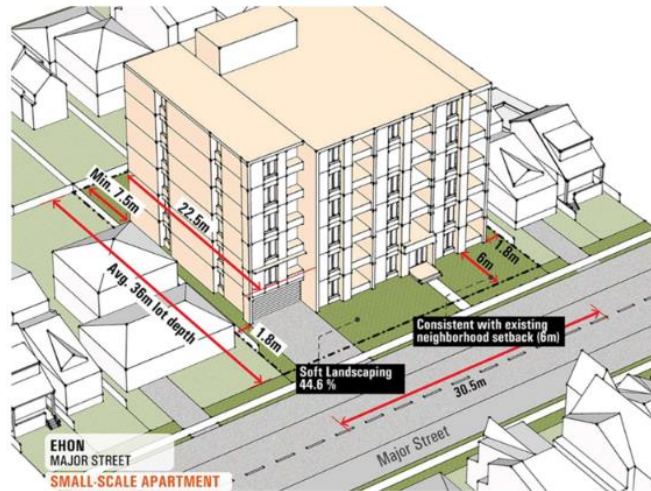 Min. 7.5m
22.5m
Avg. 36m lot depth
1.8m
6m
1.8m
Consistent with existing
neighborhood setback (6m)
Soft Landscaping
44.6 %
30.5m
Major Street
EHON
MAJOR STREET
SMALL-SCALE APARTMENT